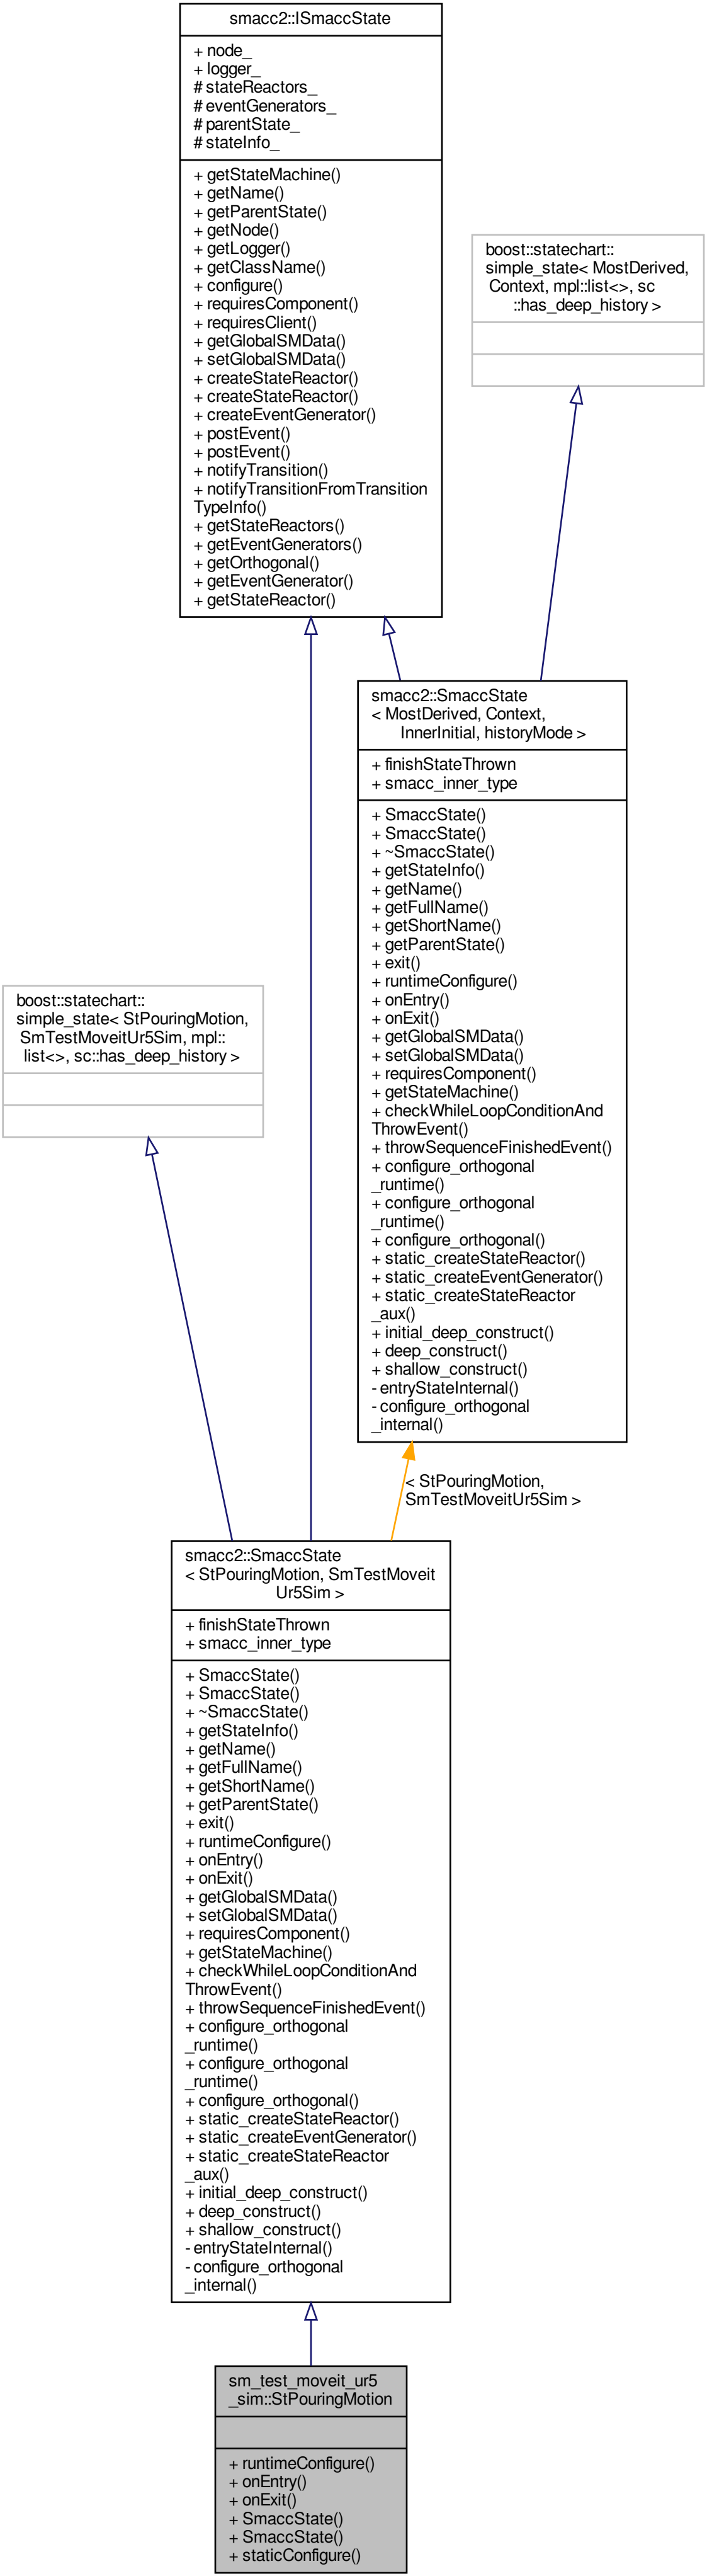 smacc2::ISmaccState
+ node_
+ logger_
# stateReactors_
# eventGenerators_
# parentState_
# stateInfo_
+ getStateMachine()
+ getName()
+ getParentState()
+ getNode()
+ getLogger()
+ getClassName()
+ configure()
+ requiresComponent()
+ requiresClient()
+ getGlobalSMData()
+ setGlobalSMData()
+ createStateReactor()
+ createStateReactor()
+ createEventGenerator()
+ postEvent()
+ postEvent()
+ notifyTransition()
+ notifyTransitionFromTransition
TypeInfo()
+ getStateReactors()
+ getEventGenerators()
+ getOrthogonal()
+ getEventGenerator()
+ getStateReactor()
boost::statechart::
simple_state< MostDerived,
Context, mpl::list<>, sc
::has_deep_history >
smacc2::SmaccState
< MostDerived, Context,
InnerInitial, historyMode >
+ finishStateThrown
+ smacc_inner_type
+ SmaccState()
+ SmaccState()
+ ~SmaccState()
+ getStateInfo()
+ getName()
+ getFullName()
+ getShortName()
+ getParentState()
+ exit()
+ runtimeConfigure()
+ onEntry()
+ onExit()
+ getGlobalSMData()
+ setGlobalSMData()
+ requiresComponent()
+ getStateMachine()
+ checkWhileLoopConditionAnd
ThrowEvent()
+ throwSequenceFinishedEvent()
+ configure_orthogonal
_runtime()
+ configure_orthogonal
_runtime()
+ configure_orthogonal()
+ static_createStateReactor()
+ static_createEventGenerator()
+ static_createStateReactor
_aux()
+ initial_deep_construct()
+ deep_construct()
+ shallow_construct()
- entryStateInternal()
- configure_orthogonal
_internal()
boost::statechart::
simple_state< StPouringMotion,
SmTestMoveitUr5Sim, mpl::
list<>, sc::has_deep_history >
< StPouringMotion,
SmTestMoveitUr5Sim >
smacc2::SmaccState
< StPouringMotion, SmTestMoveit
Ur5Sim >
+ finishStateThrown
+ smacc_inner_type
+ SmaccState()
+ SmaccState()
+ ~SmaccState()
+ getStateInfo()
+ getName()
+ getFullName()
+ getShortName()
+ getParentState()
+ exit()
+ runtimeConfigure()
+ onEntry()
+ onExit()
+ getGlobalSMData()
+ setGlobalSMData()
+ requiresComponent()
+ getStateMachine()
+ checkWhileLoopConditionAnd
ThrowEvent()
+ throwSequenceFinishedEvent()
+ configure_orthogonal
_runtime()
+ configure_orthogonal
_runtime()
+ configure_orthogonal()
+ static_createStateReactor()
+ static_createEventGenerator()
+ static_createStateReactor
_aux()
+ initial_deep_construct()
+ deep_construct()
+ shallow_construct()
- entryStateInternal()
- configure_orthogonal
_internal()
sm_test_moveit_ur5
_sim::StPouringMotion
+ runtimeConfigure()
+ onEntry()
+ onExit()
+ SmaccState()
+ SmaccState()
+ staticConfigure()